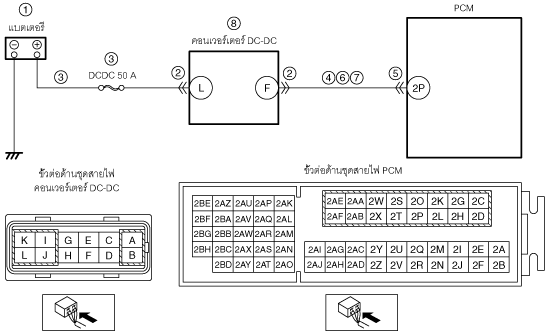 1
แบตเตอรี่
3
DCDC 50 A
3
2
8
คอนเวอร์เตอร์ DC-DC
L
F
2
4 6 7
5
PCM
2P
ขั้วต่อด้านชุดสายไฟ
คอนเวอร์เตอร์ DC-DC
K I G E C A
L J H F D B
ขั้วต่อด้านชุดสายไฟ PCM
2BE 2AZ 2AU 2AP 2AK
2BF 2BA 2AV 2AQ 2AL
2BG 2BB 2AW 2AR 2AM
2BH 2BC 2AX 2AS 2AN
2BD 2AY 2AT 2AO
2AE 2AA 2W 2S 2O 2K 2G 2C
2AF 2AB 2X 2T 2P 2L 2H 2D
2AI 2AG 2AC 2Y 2U 2Q 2M 2I 2E 2A
2AJ 2AH 2AD 2Z 2V 2R 2N 2J 2F 2B